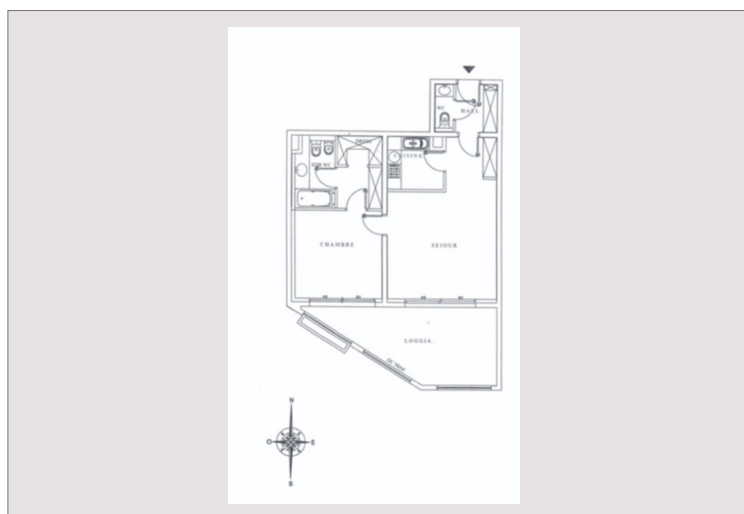 WC
HALL
CUISINE
SDB WC
CHAMBRE
SEJOUR
LOGGIA.
N
O
E
S